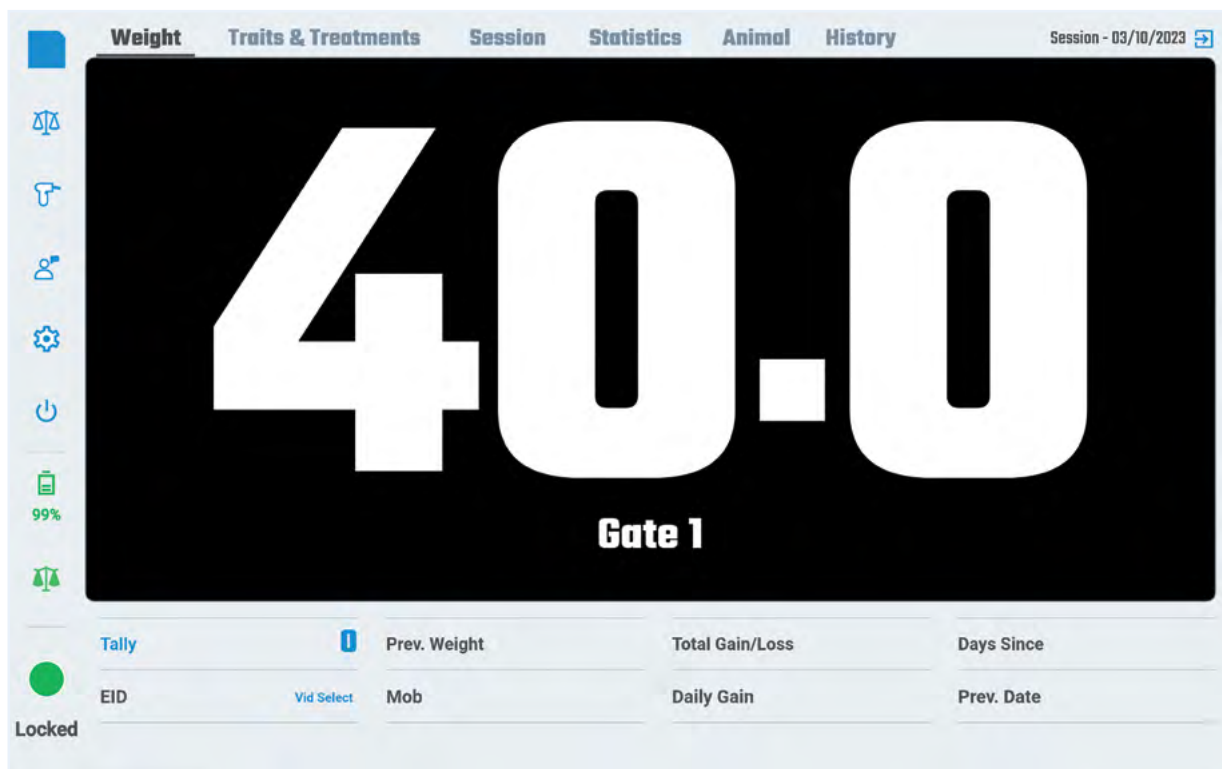 Weight Traits & Treatments Session Statistics Animal History Session - 03/10/2023
40.0
Gate 1
99%
Tally 0 Prev. Weight Total Gain/Loss Days Since
EID Vid Select Mob Daily Gain Prev. Date
Locked